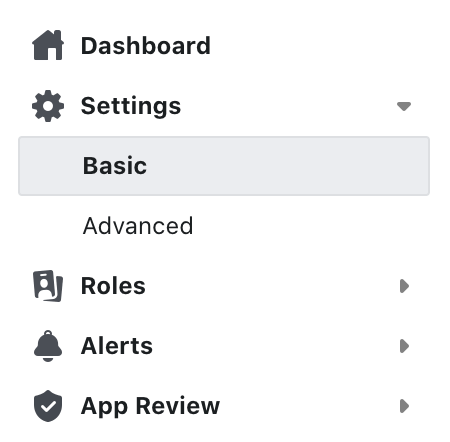 Dashboard
Settings
Basic
Advanced
Roles
Alerts
App Review